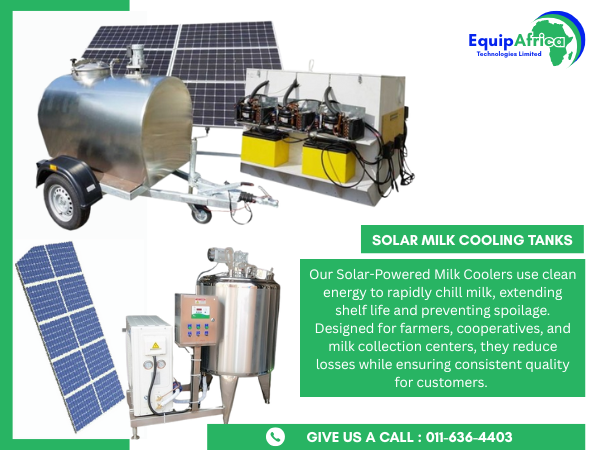 EquipAfrica
Technologies Limited
SOLAR MILK COOLING TANKS
Our Solar-Powered Milk Coolers use clean
energy to rapidly chill milk, extending
shelf life and preventing spoilage.
Designed for farmers, cooperatives, and
milk collection centers, they reduce
losses while ensuring consistent quality
for customers.
GIVE US A CALL : 011-636-4403